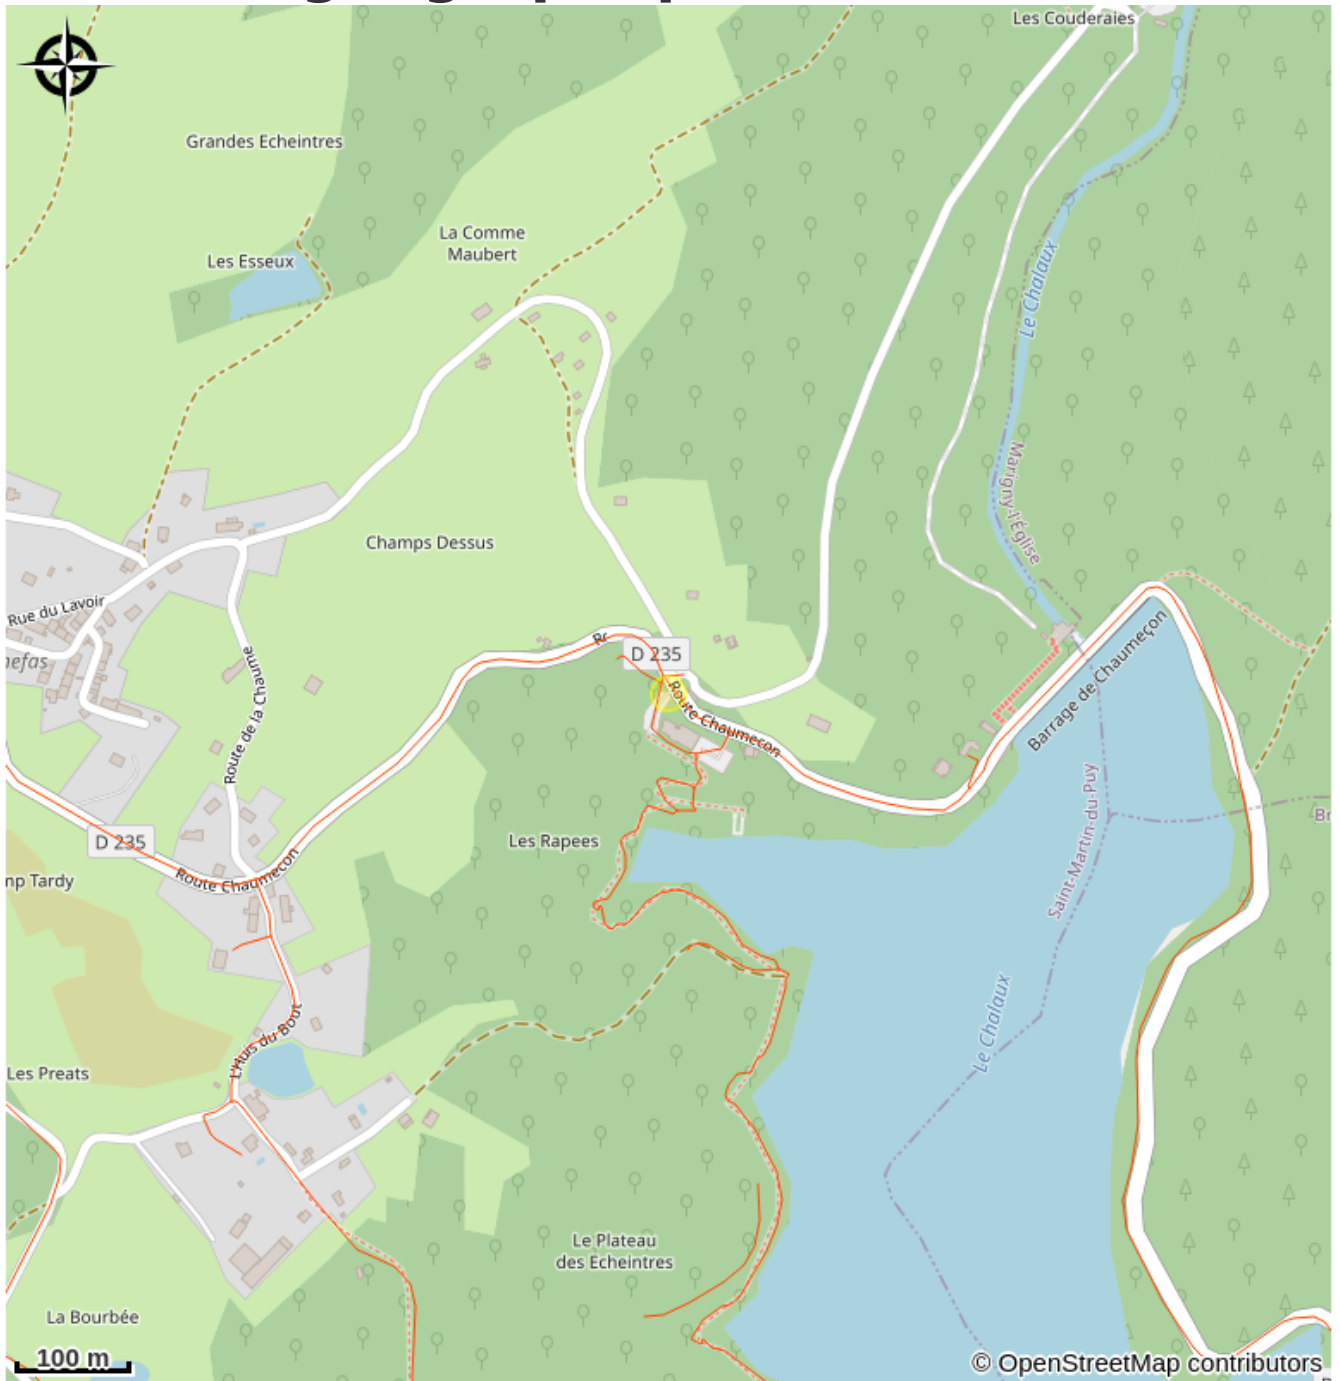 Les Couderaies
Grandes Echeintres
La Comme
Maubert
Les Esseux
Le Chalaux
Marigny-l'Église
Champs Dessus
Rue du Lavoir
D 235
Route Chaumeçon
Route de la Chaume
Barrage de Chaumeçon
Saint-Martin-du-Puy
D 235
Les Rapees
Route Chaumecon
Le Chalaux
L'Huis du Bout
Les Preats
Le Plateau
des Echeintres
La Bourbée
100 m
© OpenStreetMap contributors